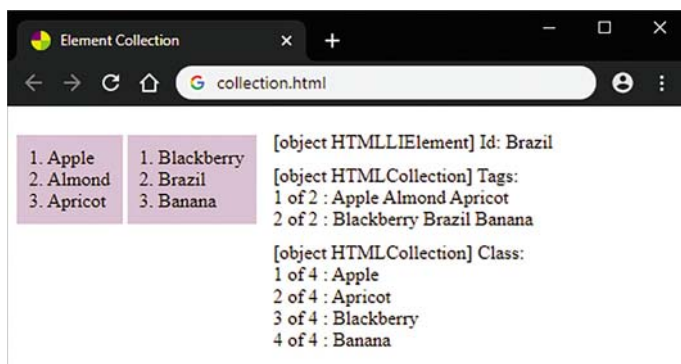 Element Collection
collection.html
1. Apple
2. Almond
3. Apricot
1. Blackberry
2. Brazil
3. Banana
[object HTMLLIElement] Id: Brazil
[object HTMLCollection] Tags:
1 of 2 : Apple Almond Apricot
2 of 2 : Blackberry Brazil Banana
[object HTMLCollection] Class:
1 of 4 : Apple
2 of 4 : Apricot
3 of 4 : Blackberry
4 of 4 : Banana